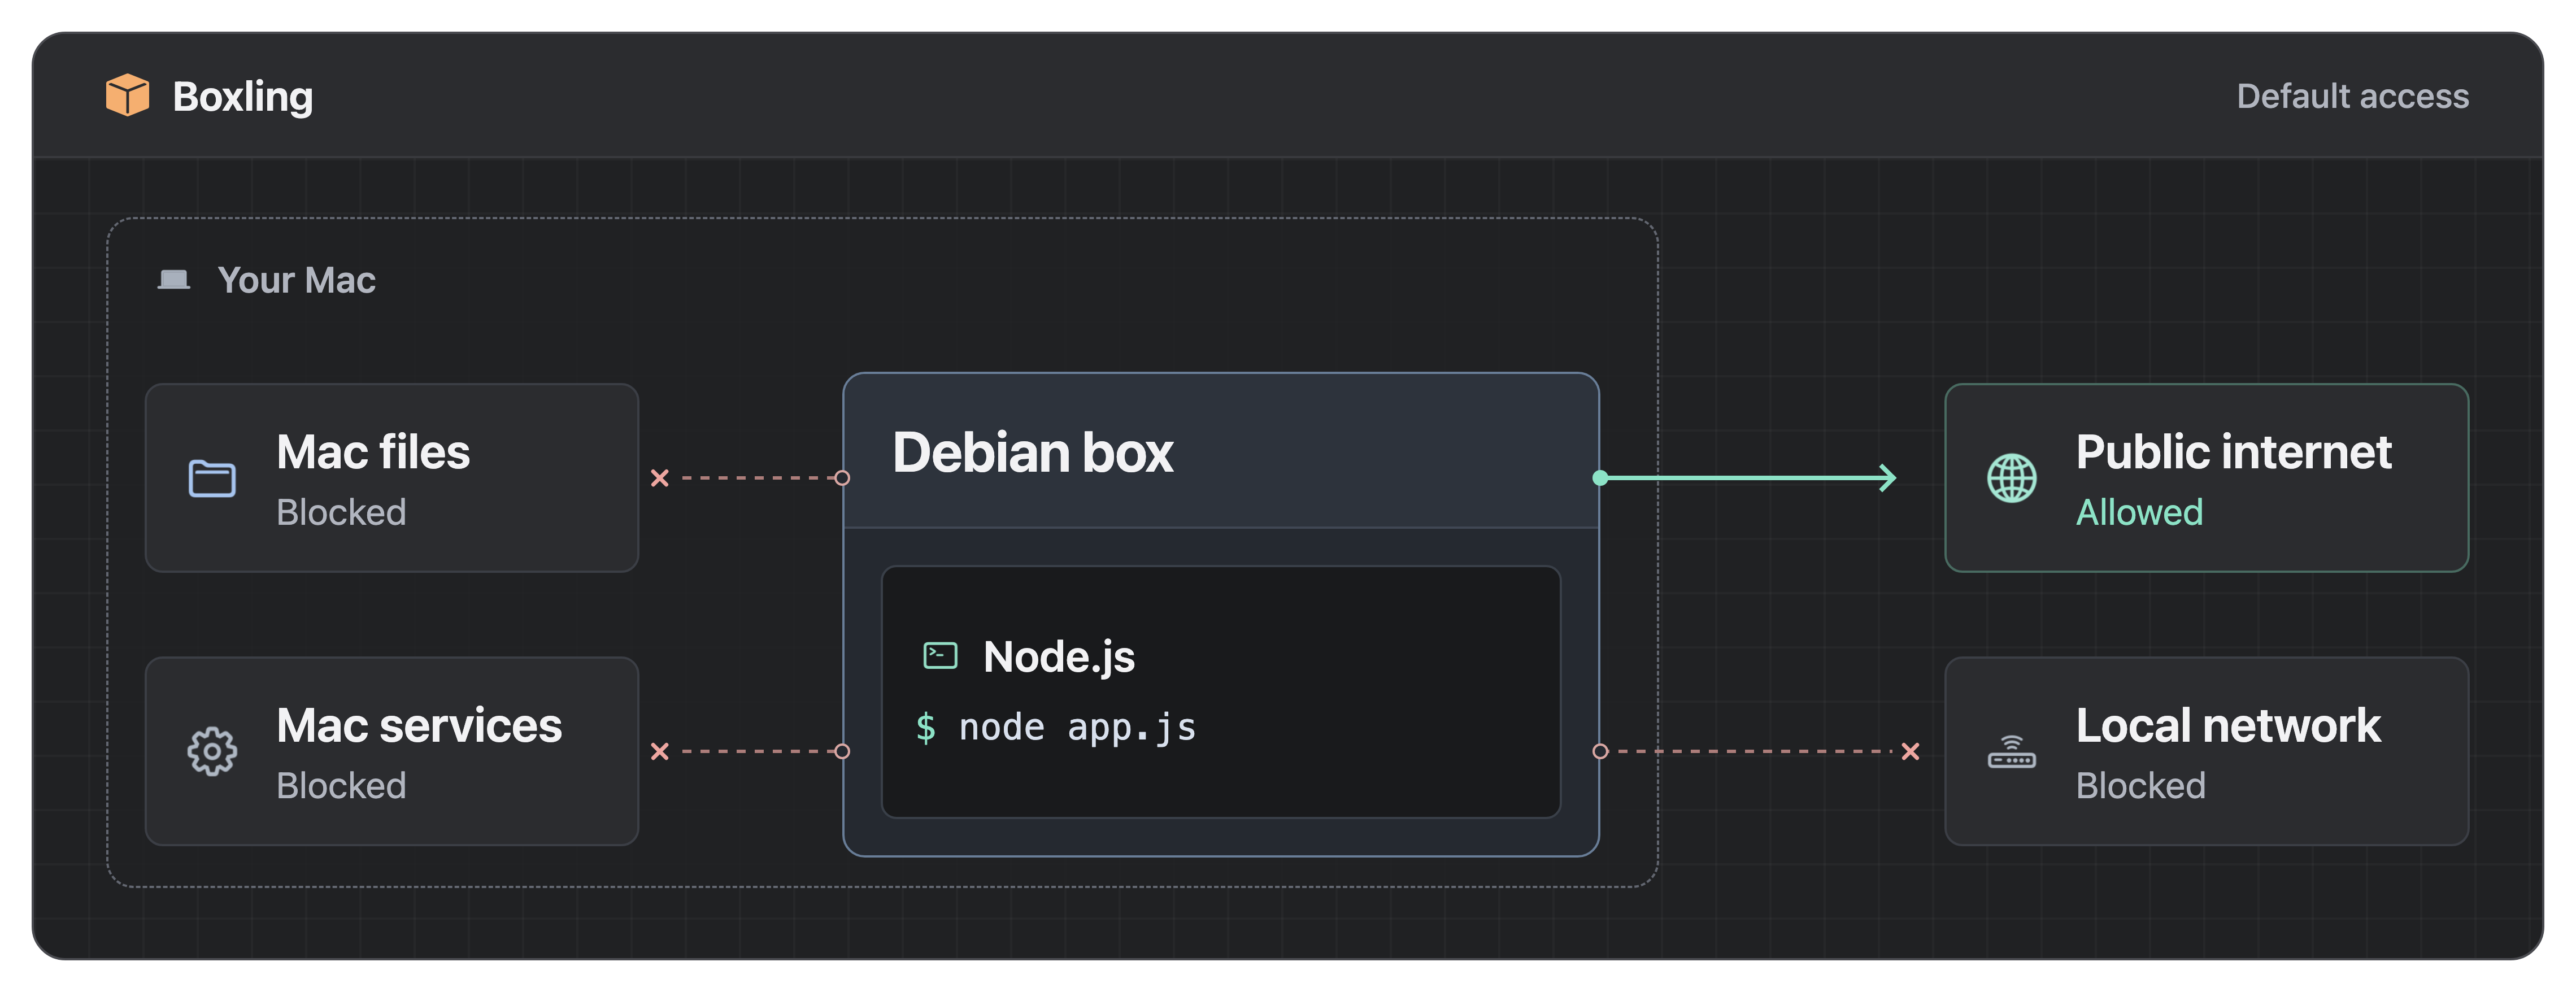 Boxling
Default access
Your Mac
Mac files
Blocked
Mac services
Blocked
Debian box
Node.js
$ node app.js
Public internet
Allowed
Local network
Blocked